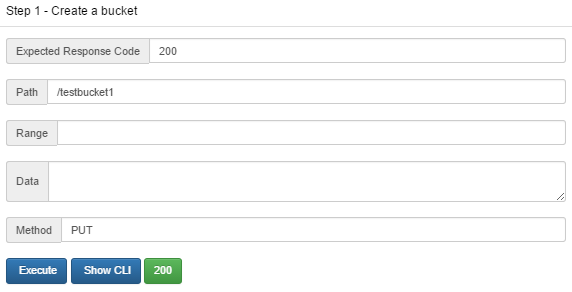 Step 1 - Create a bucket
Expected Response Code 200
Path /testbucket1
Range
Data
Method PUT
Execute Show CLI 200